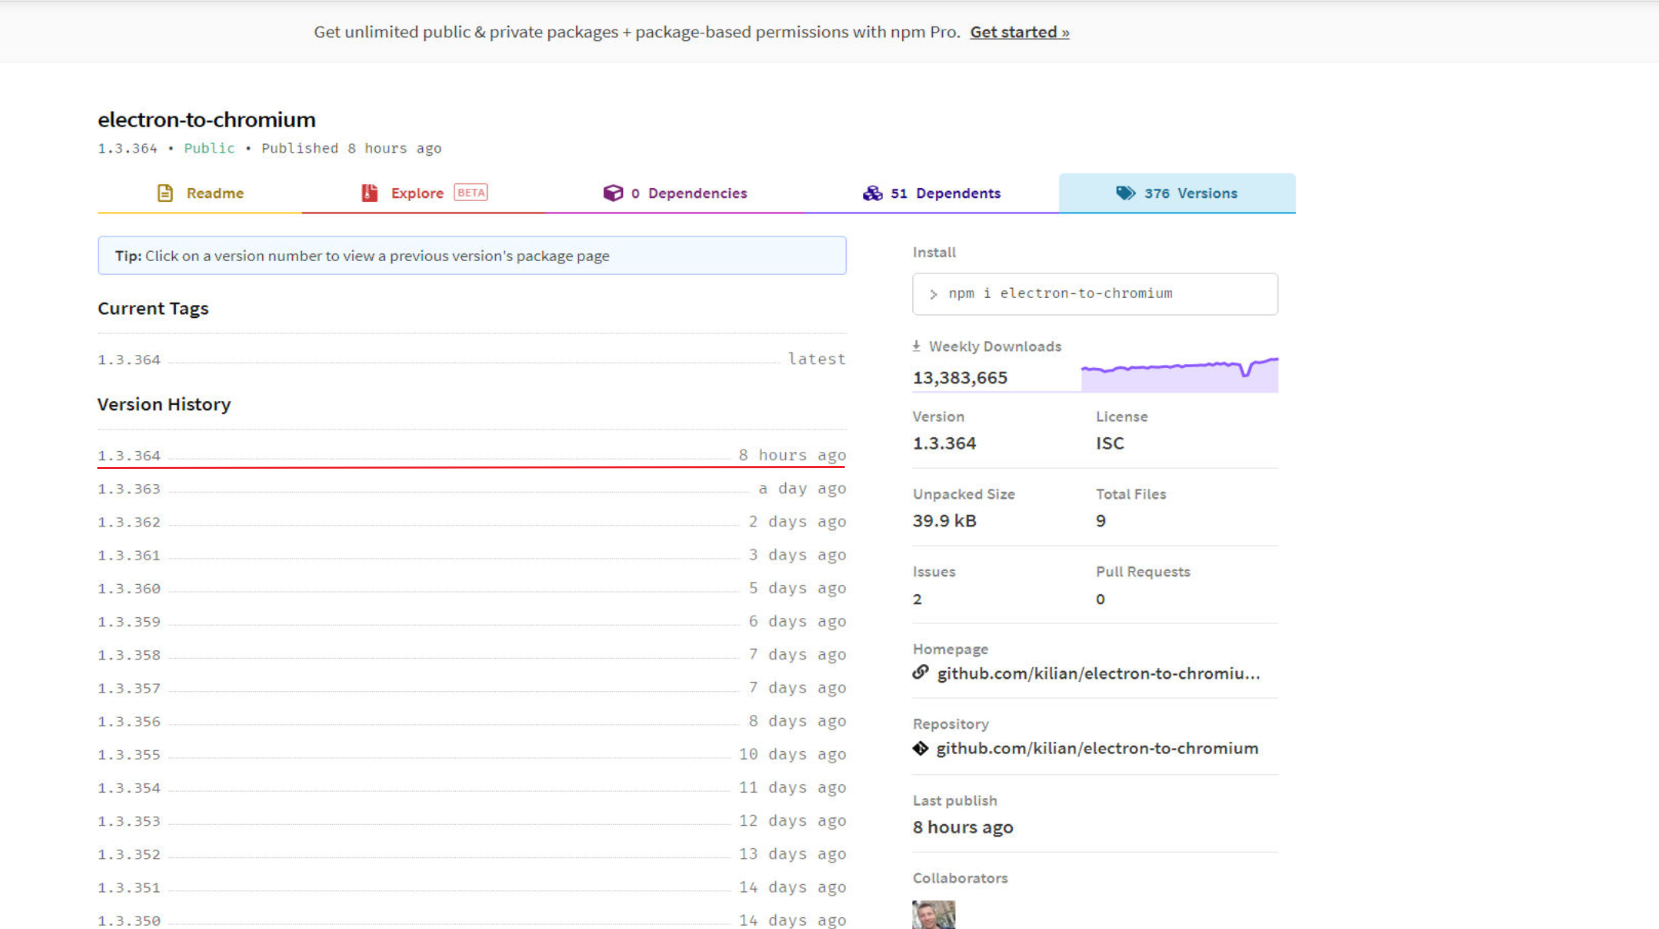 Get unlimited public & private packages + package-based permissions with npm Pro. Get started »
electron-to-chromium
1.3.364 • Public • Published 8 hours ago
Readme
Explore BETA
0 Dependencies
51 Dependents
376 Versions
Tip: Click on a version number to view a previous version's package page
Current Tags
1.3.364 latest
Version History
1.3.364 8 hours ago
1.3.363 a day ago
1.3.362 2 days ago
1.3.361 3 days ago
1.3.360 5 days ago
1.3.359 6 days ago
1.3.358 7 days ago
1.3.357 7 days ago
1.3.356 8 days ago
1.3.355 10 days ago
1.3.354 11 days ago
1.3.353 12 days ago
1.3.352 13 days ago
1.3.351 14 days ago
1.3.350 14 days ago
Install
> npm i electron-to-chromium
Weekly Downloads
13,383,665
Version License
1.3.364 ISC
Unpacked Size Total Files
39.9 kB 9
Issues Pull Requests
2 0
Homepage
github.com/kilian/electron-to-chromiu...
Repository
github.com/kilian/electron-to-chromium
Last publish
8 hours ago
Collaborators